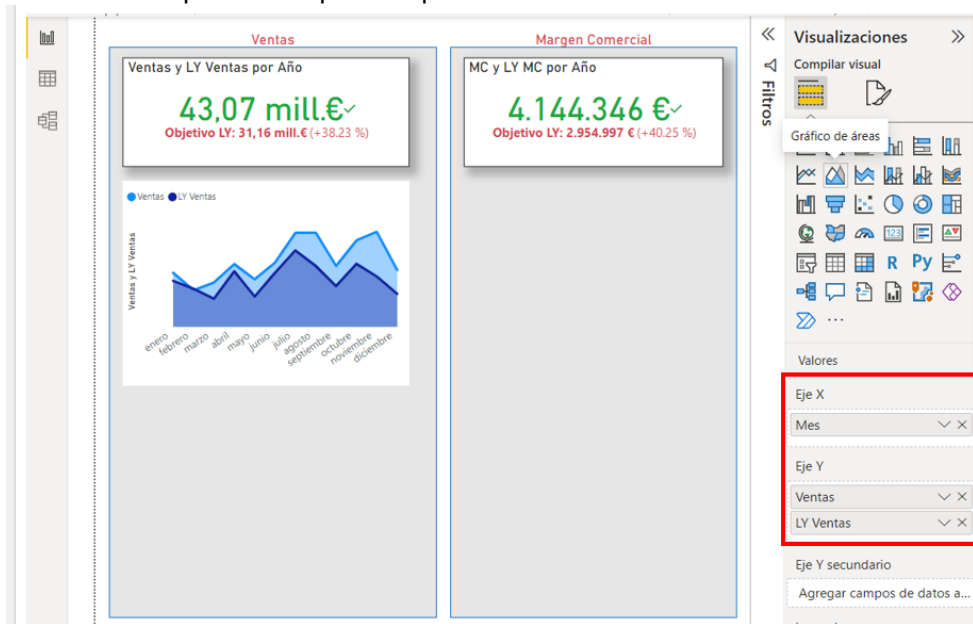 Ventas
Margen Comercial
Ventas y LY Ventas por Año
43,07 mill.€
Objetivo LY: 31,16 mill.€ (+38.23 %)
MC y LY MC por Año
4.144.346 €
Objetivo LY: 2.954.997 € (+40.25 %)
Ventas LY Ventas
Ventas y LY Ventas
enero
febrero
marzo
abril
mayo
junio
julio
agosto
septiembre
octubre
noviembre
diciembre
Filtros
Visualizaciones
Compilar visual
Gráfico de áreas
123
R Py
Valores
Eje X
Mes
Eje Y
Ventas
LY Ventas
Eje Y secundario
Agregar campos de datos a...